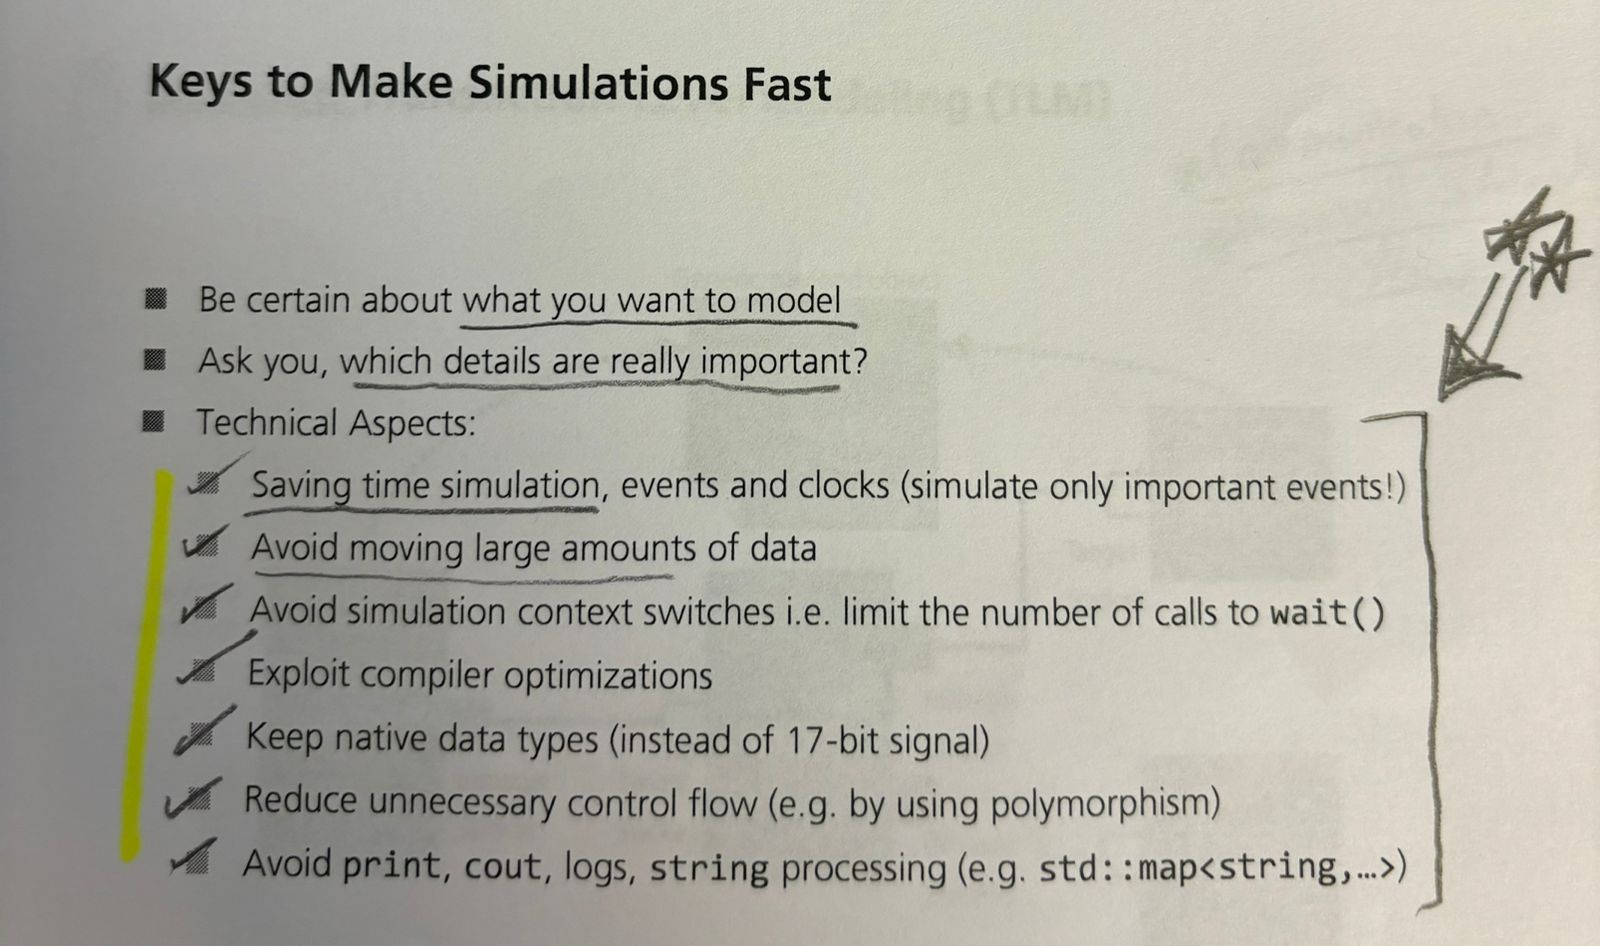 Keys to Make Simulations Fast
Be certain about what you want to model
Ask you, which details are really important?
Technical Aspects:
Saving time simulation, events and clocks (simulate only important events!)
Avoid moving large amounts of data
Avoid simulation context switches i.e. limit the number of calls to wait()
Exploit compiler optimizations
Keep native data types (instead of 17-bit signal)
Reduce unnecessary control flow (e.g. by using polymorphism)
Avoid print, cout, logs, string processing (e.g. std::map<string,…>)